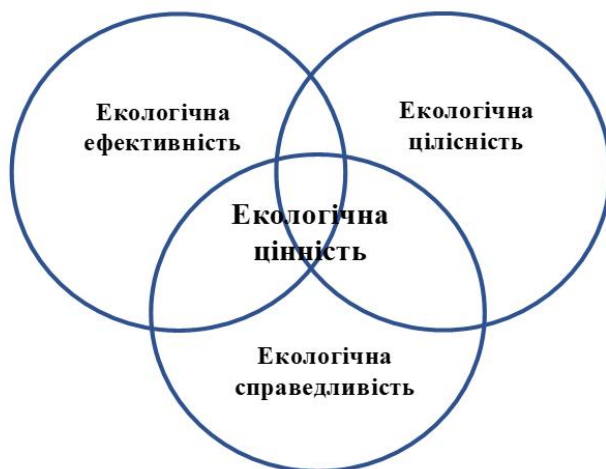 Екологічна
ефективність
Екологічна
цілісність
Екологічна
цінність
Екологічна
справедливість